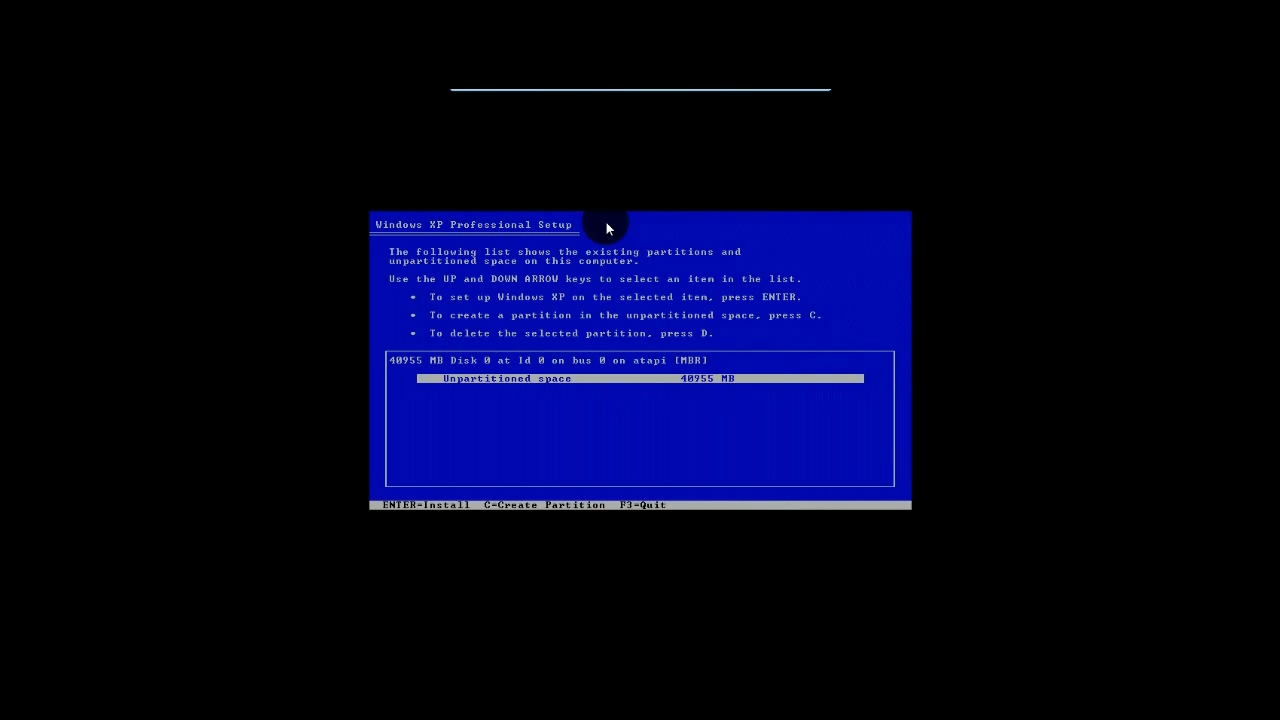 Windows XP Professional Setup
The following list shows the existing partitions and
unpartitioned space on this computer.
Use the UP and DOWN ARROW keys to select an item in the list.
• To set up Windows XP on the selected item, press ENTER.
• To create a partition in the unpartitioned space, press C.
• To delete the selected partition, press D.
40955 MB Disk 0 at Id 0 on bus 0 on atapi [MBR]
Unpartitioned space 40955 MB
ENTER=Install C=Create Partition F3=Quit